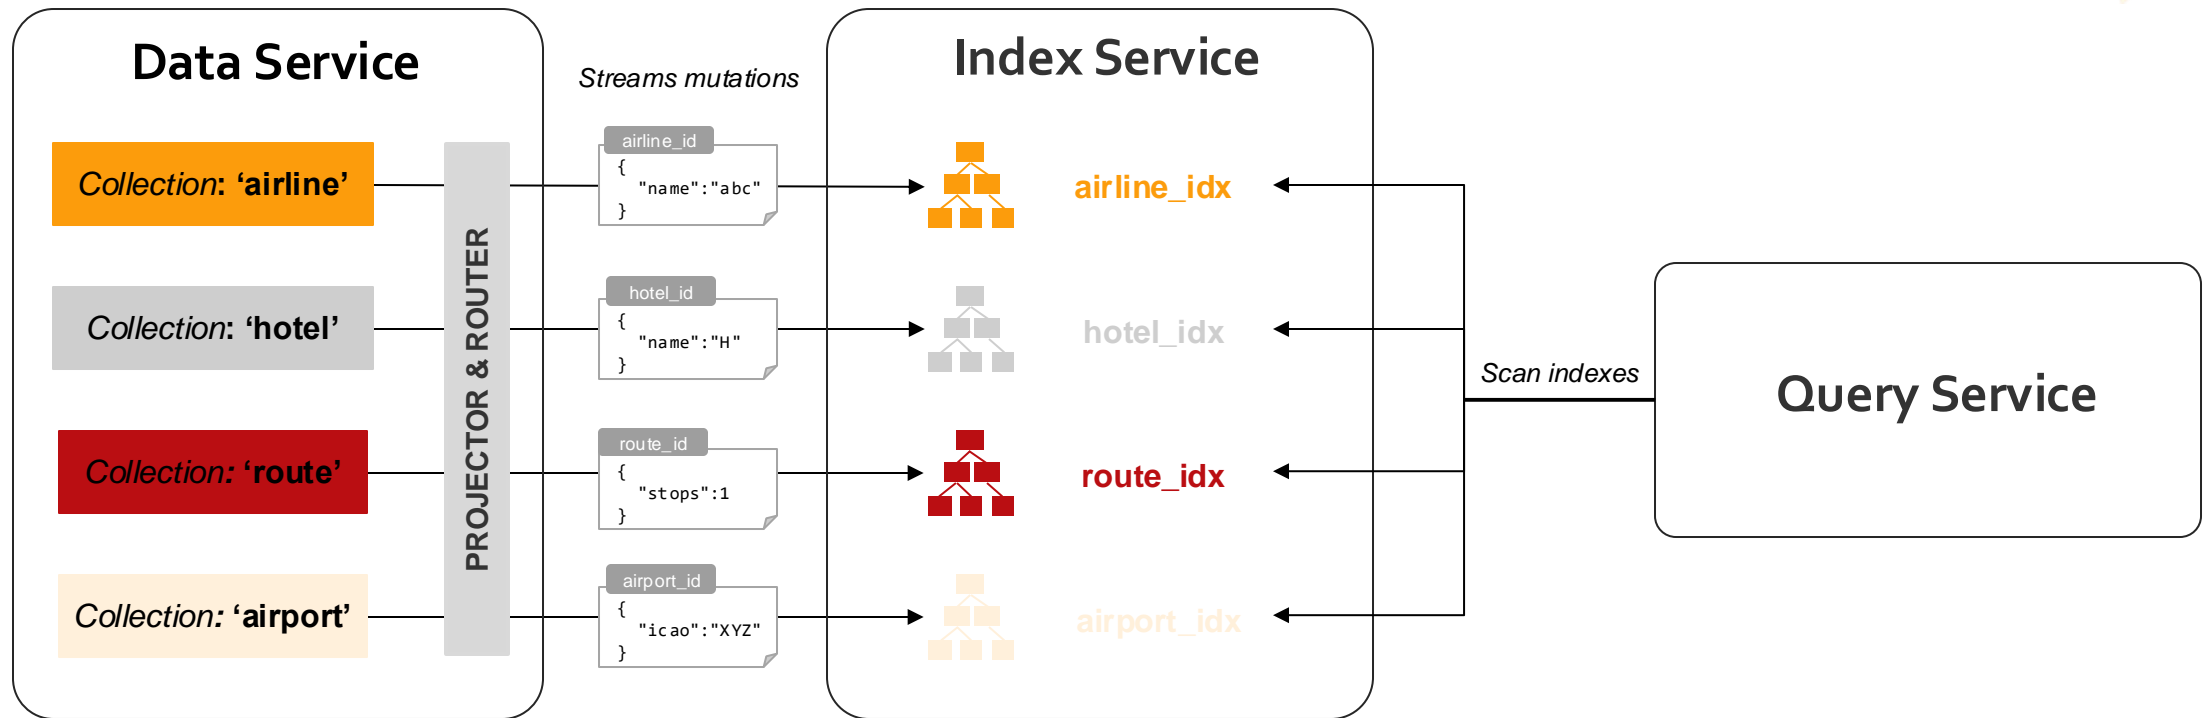 Data Service
Collection: ‘airline’
Collection: ‘hotel’
Collection: ‘route’
Collection: ‘airport’
PROJECTOR & ROUTER
Streams mutations
airline_id
{
"name":"abc"
}
hotel_id
{
"name":"H"
}
route_id
{
"stops":1
}
airport_id
{
"icao":"XYZ"
}
Index Service
airline_idx
hotel_idx
route_idx
airport_idx
Scan indexes
Query Service